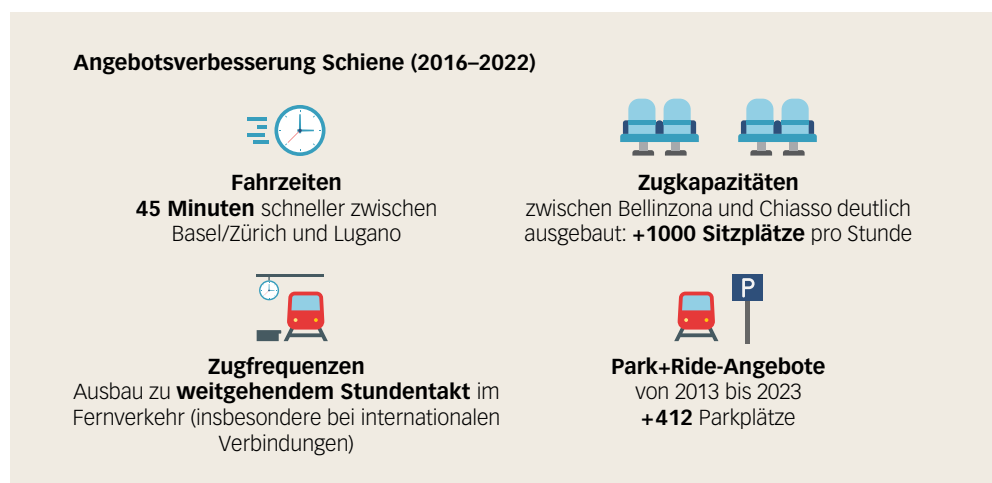 Angebotsverbesserung Schiene (2016–2022)
Fahrzeiten
45 Minuten schneller zwischen
Basel/Zürich und Lugano
Zugkapazitäten
zwischen Bellinzona und Chiasso deutlich
ausgebaut: +1000 Sitzplätze pro Stunde
Zugfrequenzen
Ausbau zu weitgehendem Stundentakt im
Fernverkehr (insbesondere bei internationalen
Verbindungen)
P
Park+Ride-Angebote
von 2013 bis 2023
+412 Parkplätze